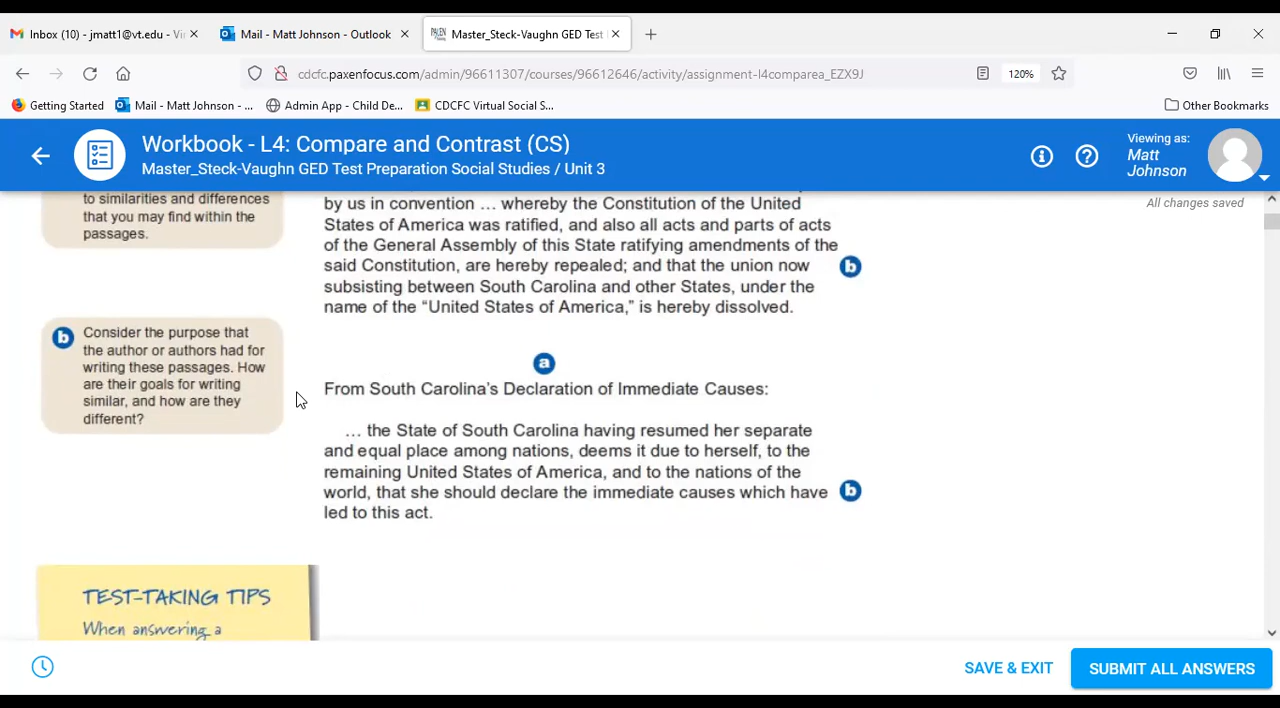 Inbox (10) - jmatt1@vt.edu - Vi
Mail - Matt Johnson - Outlook
PAXEN Master_Steck-Vaughn GED Test
cdcfc.paxenfocus.com/admin/96611307/courses/96612646/activity/assignment-l4comparea_EZX9J
120%
Getting Started
Mail - Matt Johnson - ...
Admin App - Child De...
CDCFC Virtual Social S...
Other Bookmarks
Workbook - L4: Compare and Contrast (CS)
Master_Steck-Vaughn GED Test Preparation Social Studies / Unit 3
Viewing as:
Matt
Johnson
All changes saved
to similarities and differences
that you may find within the
passages.
by us in convention ... whereby the Constitution of the United
States of America was ratified, and also all acts and parts of acts
of the General Assembly of this State ratifying amendments of the
said Constitution, are hereby repealed; and that the union now b
subsisting between South Carolina and other States, under the
name of the “United States of America,” is hereby dissolved.
b Consider the purpose that
the author or authors had for
writing these passages. How
are their goals for writing
similar, and how are they
different?
a
From South Carolina’s Declaration of Immediate Causes:
... the State of South Carolina having resumed her separate
and equal place among nations, deems it due to herself, to the
remaining United States of America, and to the nations of the
world, that she should declare the immediate causes which have b
led to this act.
TEST-TAKING TIPS
When answering a
SAVE & EXIT
SUBMIT ALL ANSWERS